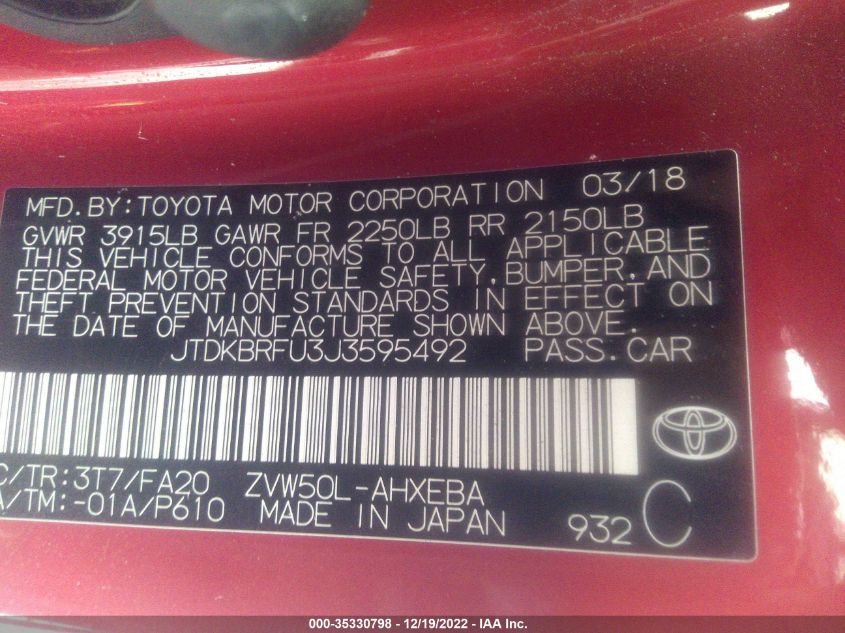 MFD.BY:TOYOTA MOTOR CORPORATION 03/18
GVWR 3915LB GAWR FR 2250LB RR 2150LB
THIS VEHICLE CONFORMS TO ALL APPLICABLE
FEDERAL MOTOR VEHICLE SAFETY,BUMPER,AND
THEFT PREVENTION STANDARDS IN EFFECT ON
THE DATE OF MANUFACTURE SHOWN ABOVE.
JTDKBRFU3J3595492 PASS.CAR
C/TR:3T7/FA20 ZVW50L-AHXEBA
A/TM:-01A/P610 MADE IN JAPAN 932 C
000-35330798 - 12/19/2022 - IAA Inc.